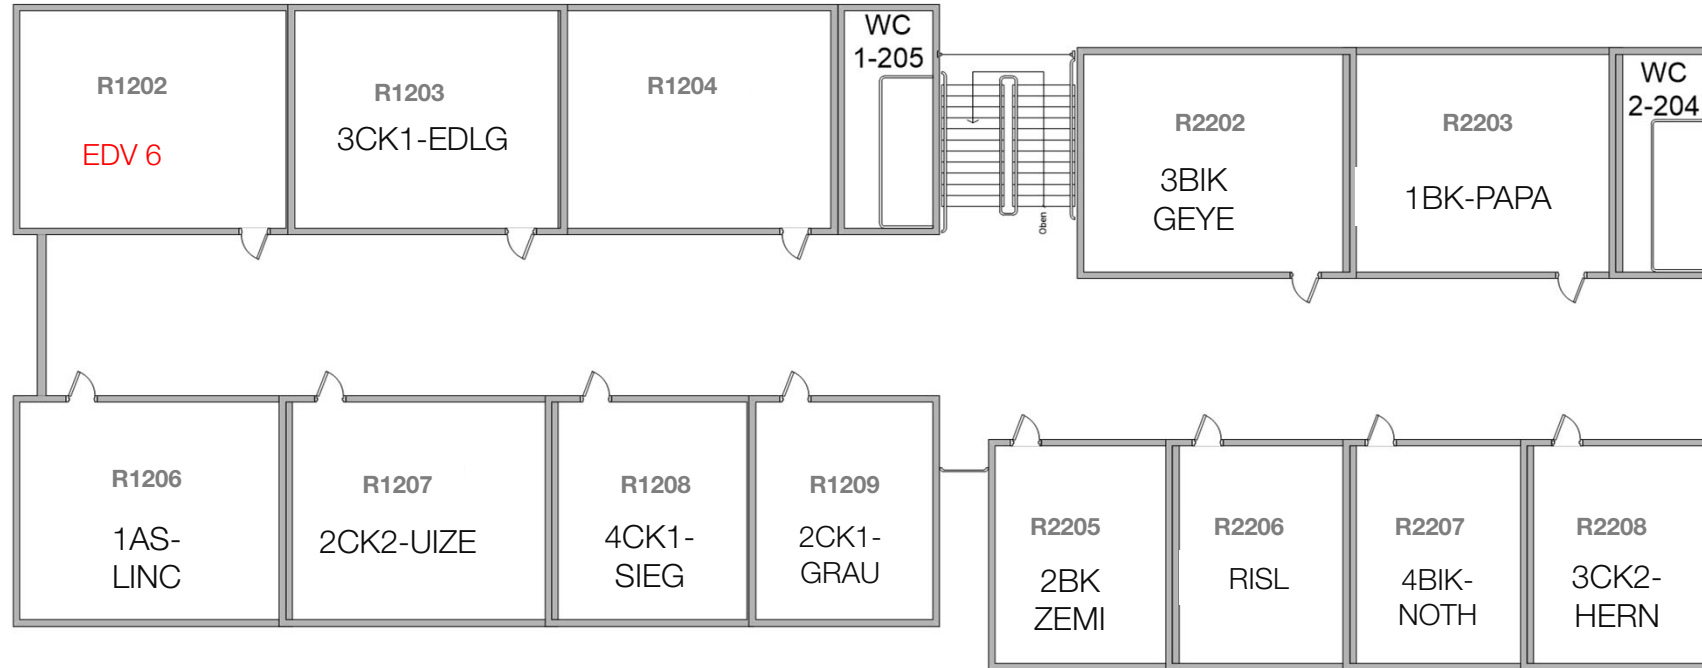 R1202
EDV 6
R1203
3CK1-EDLG
R1204
WC
1-205
Oben
R2202
3BIK
GEYE
R2203
1BK-PAPA
WC
2-204
R1206
1AS-
LINC
R1207
2CK2-UIZE
R1208
4CK1-
SIEG
R1209
2CK1-
GRAU
R2205
2BK
ZEMI
R2206
RISL
R2207
4BIK-
NOTH
R2208
3CK2-
HERN